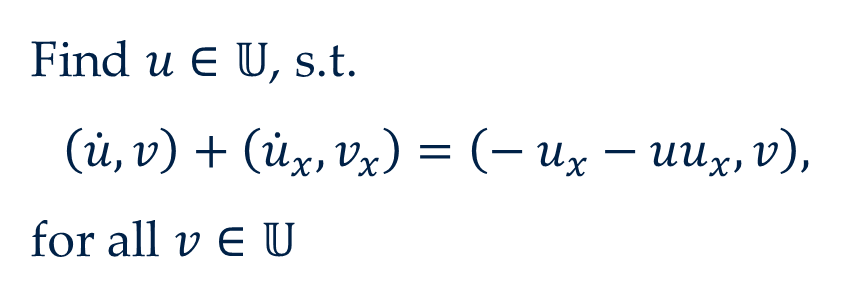 Find 𝑢 ∈ 𝕌, s.t.
(𝑢̇, 𝑣) + (𝑢̇ₓ, 𝑣ₓ) = (− 𝑢ₓ − 𝑢𝑢ₓ, 𝑣),
for all 𝑣 ∈ 𝕌